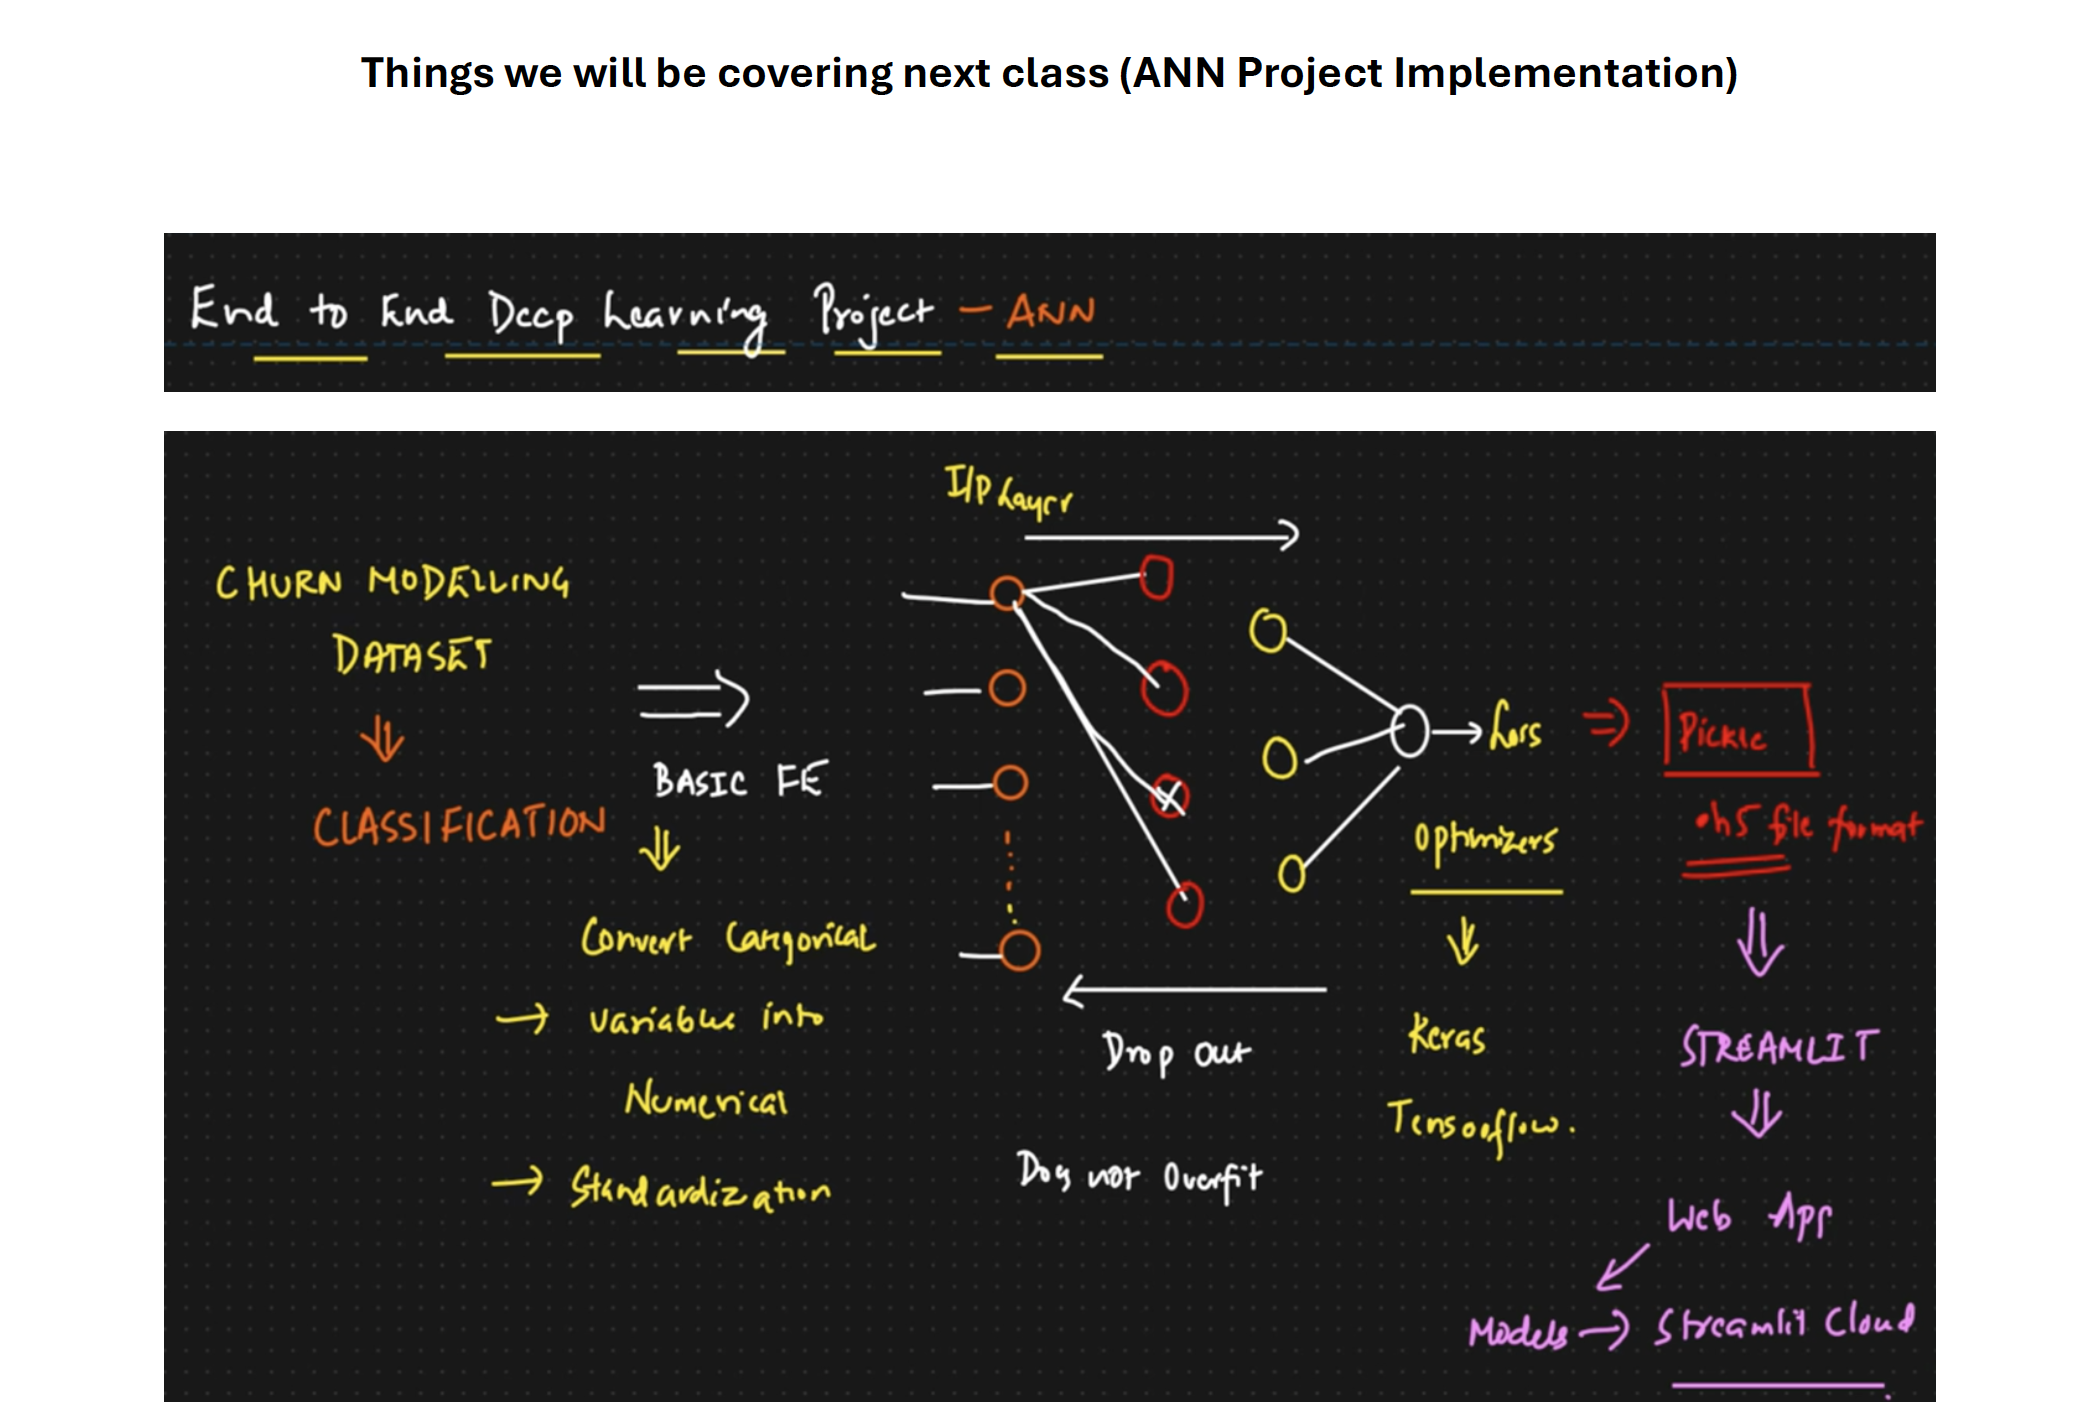 Things we will be covering next class (ANN Project Implementation)
End to End Deep Learning Project - ANN
I/P Layer
CHURN MODELLING
DATASET
CLASSIFICATION
BASIC FE
Convert Categorical
→ Variables into
Numerical
→ Standardization
Drop out
Does not Overfit
Loss
Optimizers
Keras
Tensorflow.
Pickle
.h5 file format
STREAMLIT
Web App
Models → Streamlit Cloud